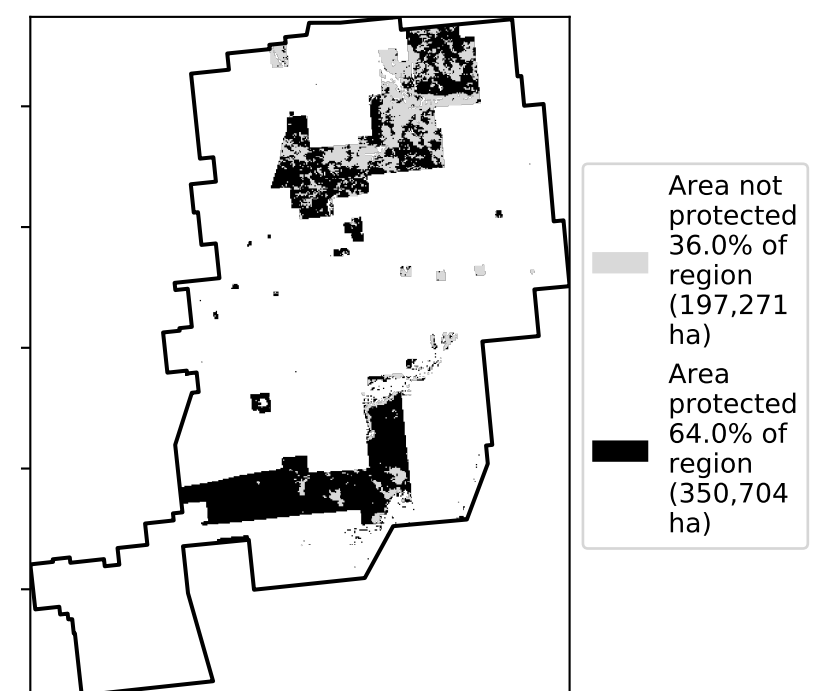 Area not
protected
36.0% of
region
(197,271
ha)
Area
protected
64.0% of
region
(350,704
ha)